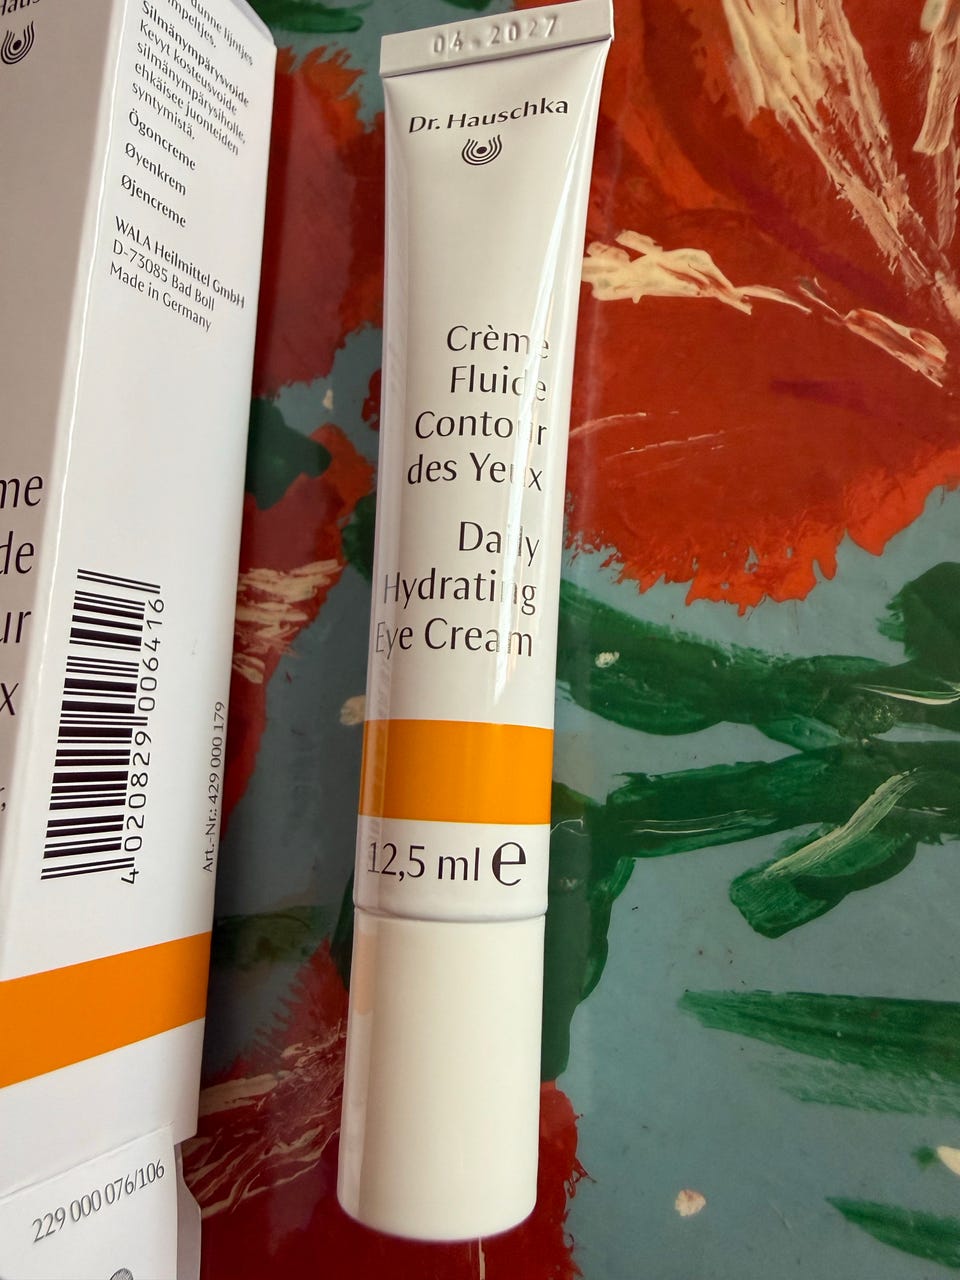 dunne lijntjes
Silmänympärysvoide
Kevyt kosteusvoide
silmänympärysiholle,
ehkäisee juonteiden
syntymistä.
Ögoncreme
Øyenkrem
Øjencreme
WALA Heilmittel GmbH
D-73085 Bad Boll
Made in Germany
4 020829 006416
Art.-Nr.: 429 000 179
229 000 076/106
04.2027
Dr. Hauschka
Crème
Fluide
Contour
des Yeux
Daily
Hydrating
Eye Cream
12,5 ml e